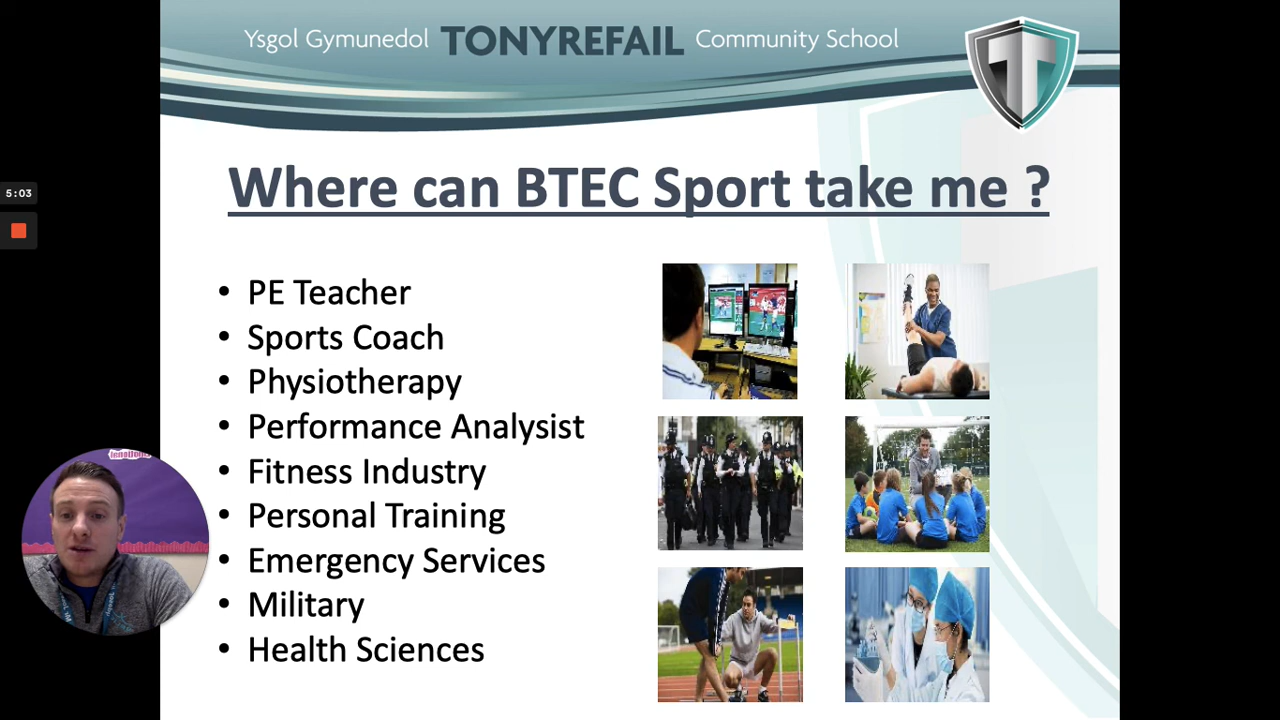 Ysgol Gymunedol TONYREFAIL Community School
T
Where can BTEC Sport take me ?
5:03
• PE Teacher
• Sports Coach
• Physiotherapy
• Performance Analysist
• Fitness Industry
• Personal Training
• Emergency Services
• Military
• Health Sciences